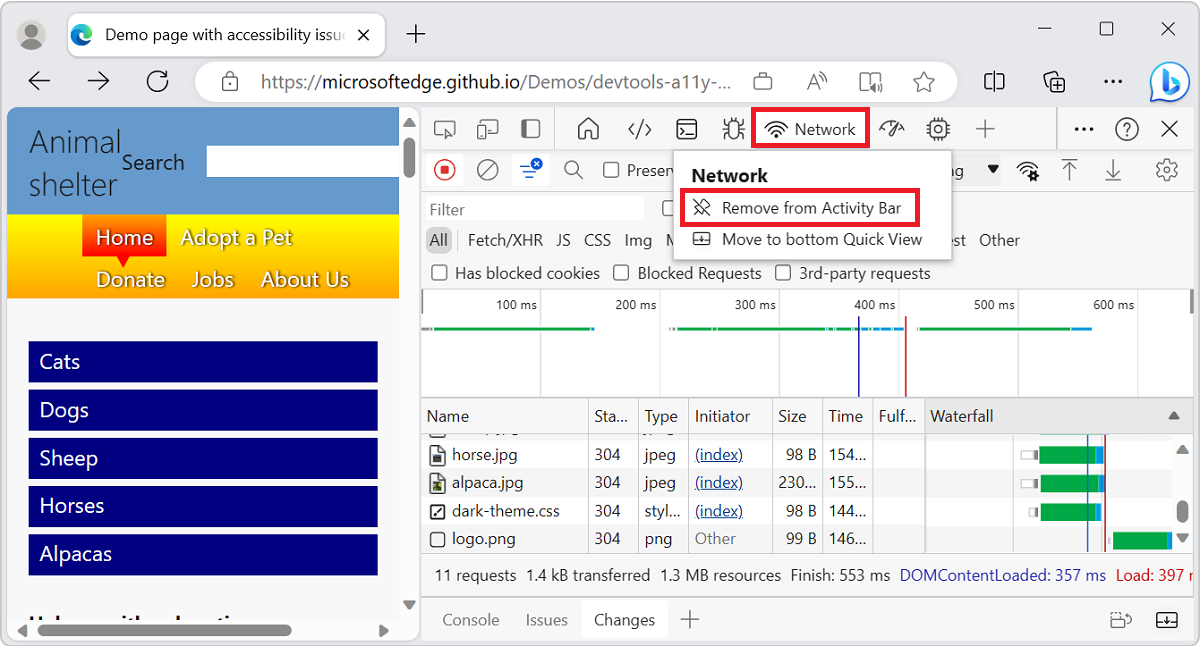 Demo page with accessibility issue
https://microsoftedge.github.io/Demos/devtools-a11y-...
Animal
shelter
Search
Home
Adopt a Pet
Donate
Jobs
About Us
Cats
Dogs
Sheep
Horses
Alpacas
Network
Network
Remove from Activity Bar
Move to bottom Quick View
Filter
All
Fetch/XHR
JS
CSS
Img
Other
Has blocked cookies
Blocked Requests
3rd-party requests
100 ms
200 ms
300 ms
400 ms
500 ms
600 ms
Name
Sta...
Type
Initiator
Size
Time
Fulf...
Waterfall
horse.jpg 304 jpeg (index) 98 B 154...
alpaca.jpg 304 jpeg (index) 230... 155...
dark-theme.css 304 styl... (index) 98 B 144...
logo.png 304 png Other 99 B 146...
11 requests 1.4 kB transferred 1.3 MB resources Finish: 553 ms DOMContentLoaded: 357 ms Load: 397
Console
Issues
Changes